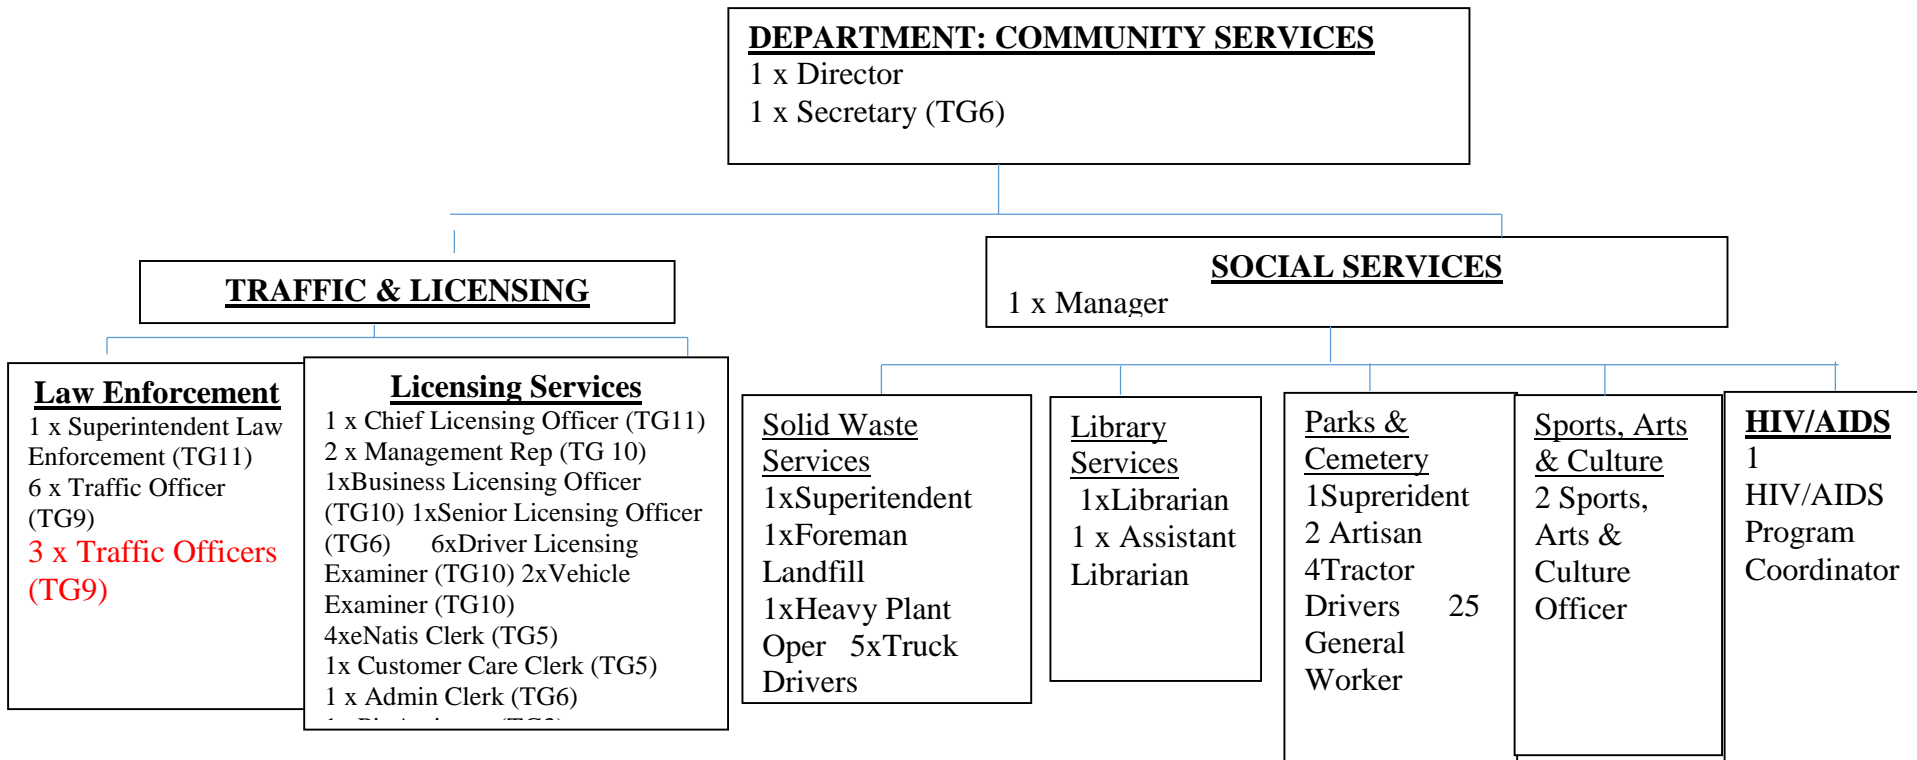 DEPARTMENT: COMMUNITY SERVICES
1 x Director
1 x Secretary (TG6)
TRAFFIC & LICENSING
SOCIAL SERVICES
1 x Manager
Law Enforcement
1 x Superintendent Law
Enforcement (TG11)
6 x Traffic Officer
(TG9)
3 x Traffic Officers
(TG9)
Licensing Services
1 x Chief Licensing Officer (TG11)
2 x Management Rep (TG 10)
1xBusiness Licensing Officer
(TG10) 1xSenior Licensing Officer
(TG6) 6xDriver Licensing
Examiner (TG10) 2xVehicle
Examiner (TG10)
4xeNatis Clerk (TG5)
1x Customer Care Clerk (TG5)
1 x Admin Clerk (TG6)
Solid Waste
Services
1xSuperitendent
1xForeman
Landfill
1xHeavy Plant
Oper 5xTruck
Drivers
Library
Services
1xLibrarian
1 x Assistant
Librarian
Parks &
Cemetery
1Suprerident
2 Artisan
4Tractor
Drivers 25
General
Worker
Sports, Arts
& Culture
2 Sports,
Arts &
Culture
Officer
HIV/AIDS
1
HIV/AIDS
Program
Coordinator